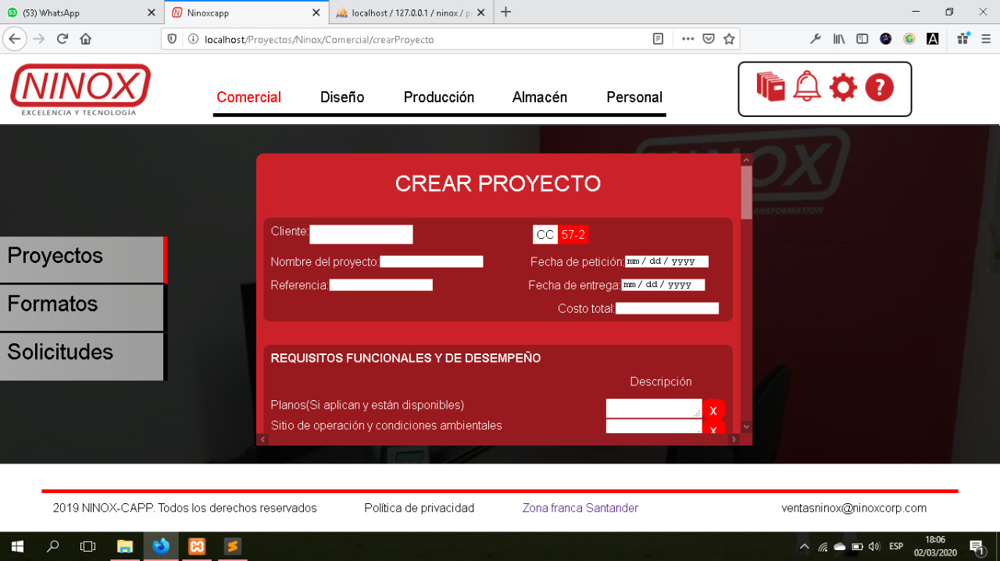 (53) WhatsApp
Ninoxcapp
localhost / 127.0.0.1 / ninox / p
localhost/Proyectos/Ninox/Comercial/crearProyecto
NINOX
EXCELENCIA Y TECNOLOGÍA
Comercial Diseño Producción Almacén Personal
?
OX
TRANSFORMATION
CREAR PROYECTO
Cliente: CC 57-2
Nombre del proyecto: Fecha de petición: mm / dd / yyyy
Referencia: Fecha de entrega: mm / dd / yyyy
Costo total:
Proyectos
Formatos
Solicitudes
REQUISITOS FUNCIONALES Y DE DESEMPEÑO
Descripción
Planos(Si aplican y están disponibles) X
Sitio de operación y condiciones ambientales X
2019 NINOX-CAPP. Todos los derechos reservados Política de privacidad Zona franca Santander ventasninox@ninoxcorp.com
ESP
18:06
02/03/2020
1